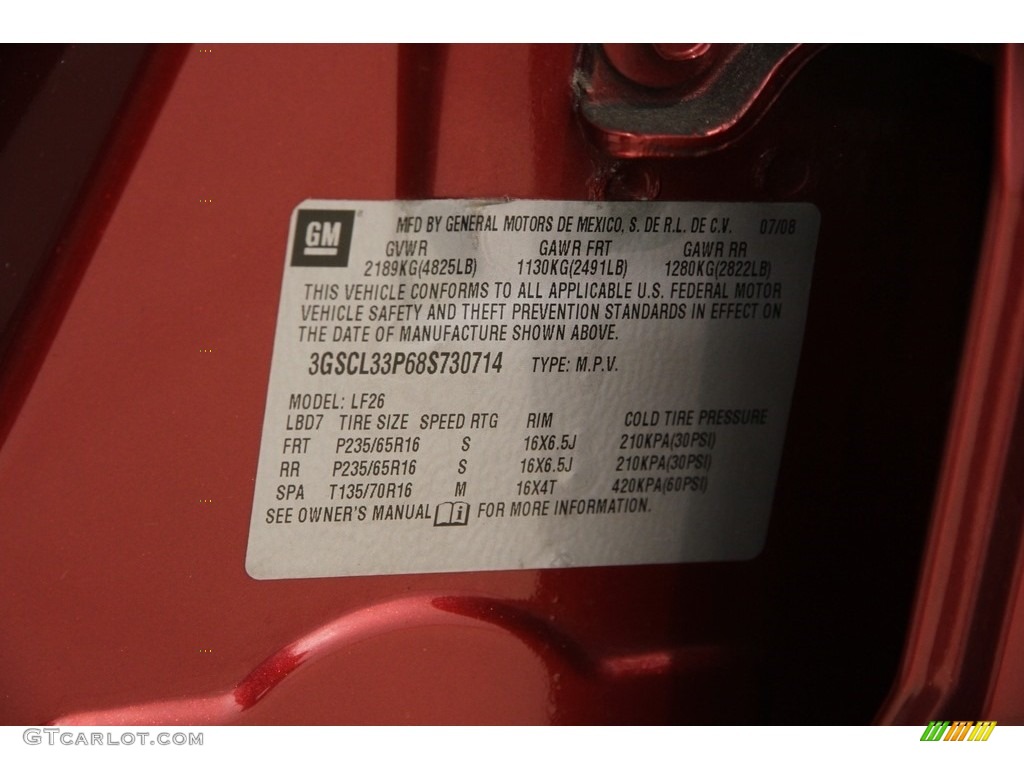 GM MFD BY GENERAL MOTORS DE MEXICO, S. DE R.L. DE C.V. 07/08
GVWR GAWR FRT GAWR RR
2189KG(4825LB) 1130KG(2491LB) 1280KG(2822LB)
THIS VEHICLE CONFORMS TO ALL APPLICABLE U.S. FEDERAL MOTOR
VEHICLE SAFETY AND THEFT PREVENTION STANDARDS IN EFFECT ON
THE DATE OF MANUFACTURE SHOWN ABOVE.
3GSCL33P68S730714 TYPE: M.P.V.
MODEL: LF26
LBD7 TIRE SIZE SPEED RTG RIM COLD TIRE PRESSURE
FRT P235/65R16 S 16X6.5J 210KPA(30PSI)
RR P235/65R16 S 16X6.5J 210KPA(30PSI)
SPA T135/70R16 M 16X4T 420KPA(60PSI)
SEE OWNER'S MANUAL FOR MORE INFORMATION.
GTCARLOT.COM